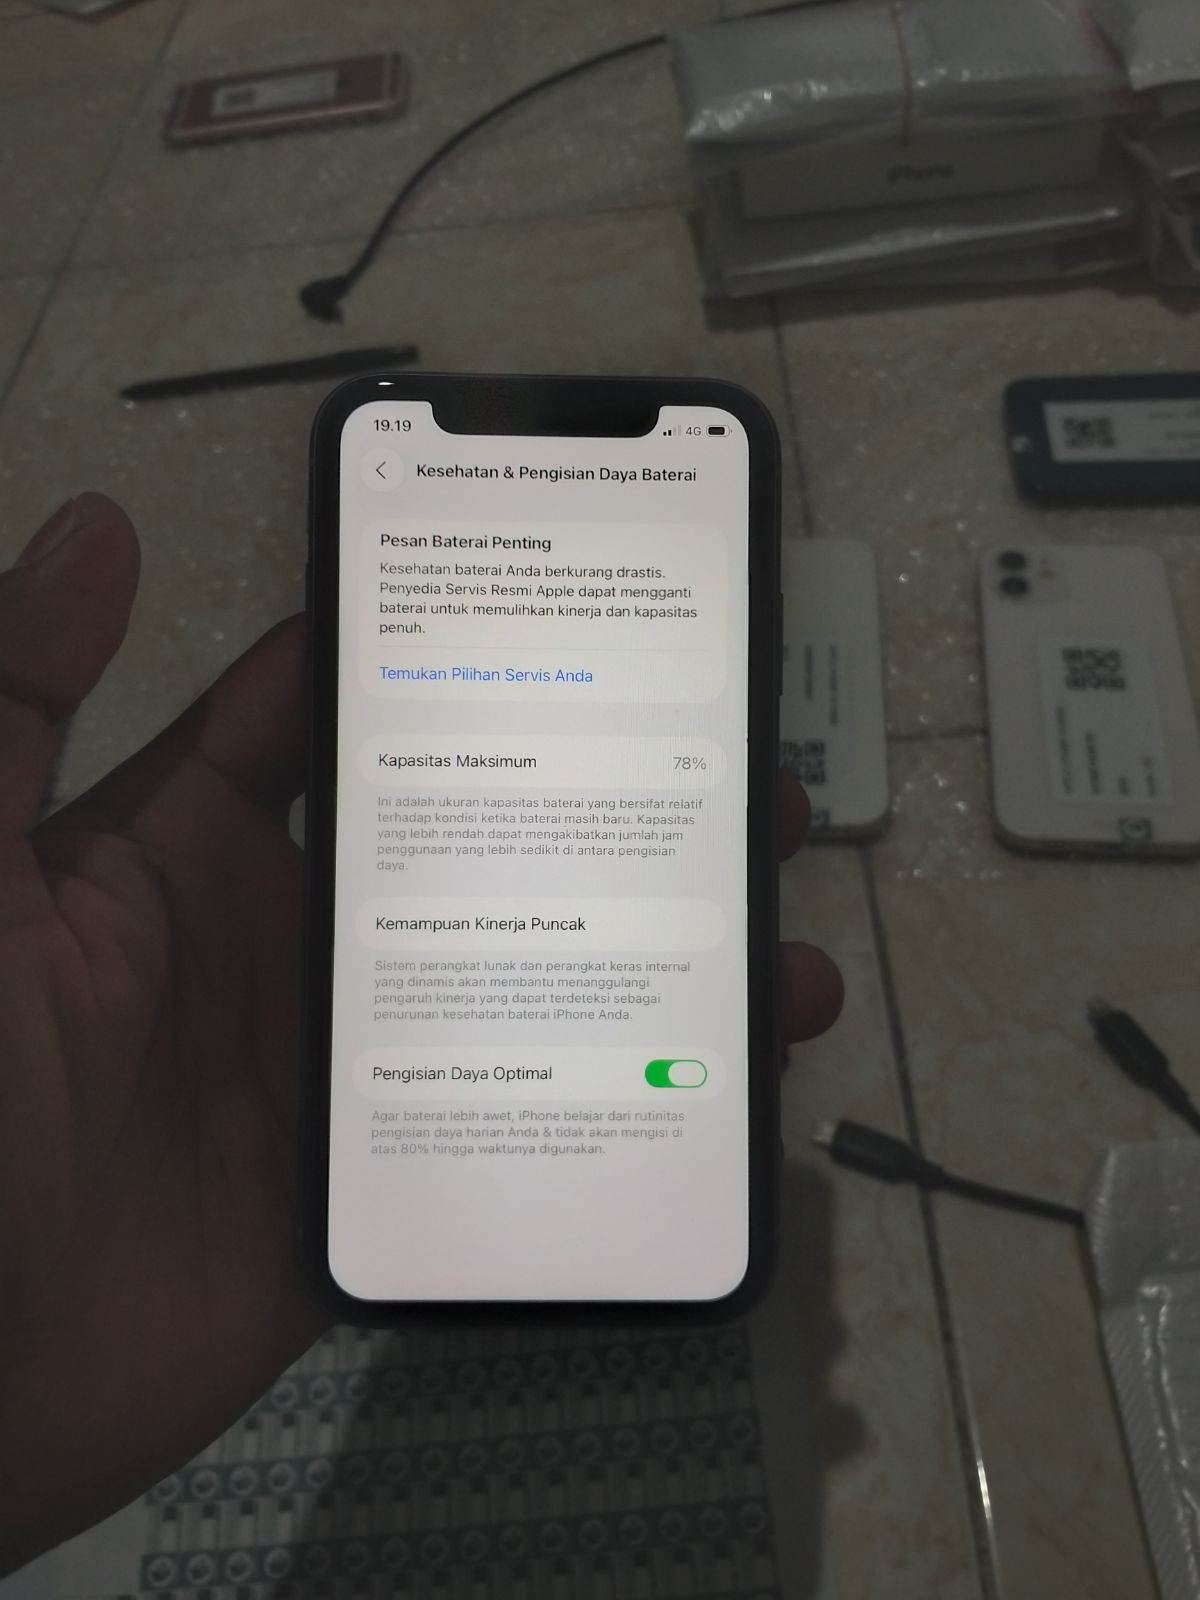 iPhone
19.19
4G
Kesehatan & Pengisian Daya Baterai
Pesan Baterai Penting
Kesehatan baterai Anda berkurang drastis.
Penyedia Servis Resmi Apple dapat mengganti
baterai untuk memulihkan kinerja dan kapasitas
penuh.
Temukan Pilihan Servis Anda
Kapasitas Maksimum 78%
Ini adalah ukuran kapasitas baterai yang bersifat relatif
terhadap kondisi ketika baterai masih baru. Kapasitas
yang lebih rendah dapat mengakibatkan jumlah jam
penggunaan yang lebih sedikit di antara pengisian
daya.
Kemampuan Kinerja Puncak
Sistem perangkat lunak dan perangkat keras internal
yang dinamis akan membantu menanggulangi
pengaruh kinerja yang dapat terdeteksi sebagai
penurunan kesehatan baterai iPhone Anda.
Pengisian Daya Optimal
Agar baterai lebih awet, iPhone belajar dari rutinitas
pengisian daya harian Anda & tidak akan mengisi di
atas 80% hingga waktunya digunakan.